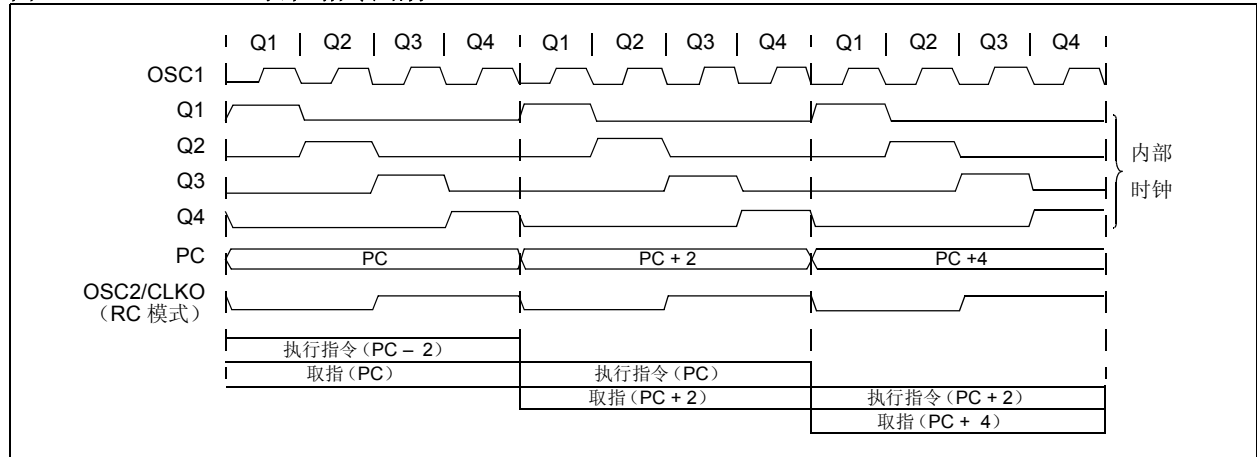 Q1 Q2 Q3 Q4 Q1 Q2 Q3 Q4 Q1 Q2 Q3 Q4
OSC1
Q1
Q2
Q3
Q4
内部
时钟
PC PC PC + 2 PC +4
OSC2/CLKO
（RC 模式）
执行指令（PC – 2）
取指（PC） 执行指令（PC）
取指（PC + 2） 执行指令（PC + 2）
取指（PC + 4）